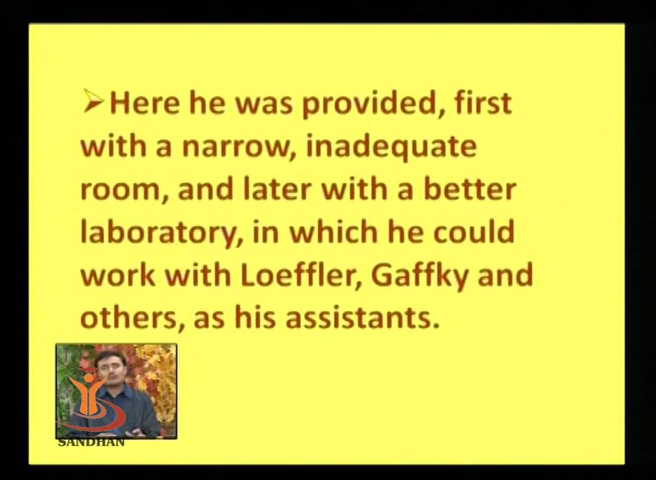 ➢Here he was provided, first
with a narrow, inadequate
room, and later with a better
laboratory, in which he could
work with Loeffler, Gaffky and
others, as his assistants.
SANDHAN